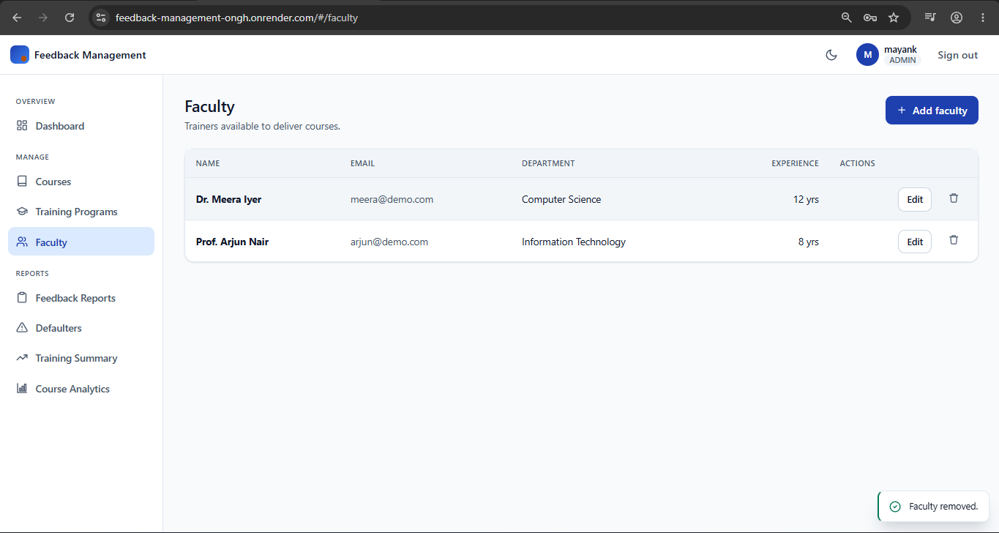 feedback-management-ongh.onrender.com/#/faculty
Feedback Management
M
mayank
ADMIN
Sign out
OVERVIEW
Dashboard
MANAGE
Courses
Training Programs
Faculty
REPORTS
Feedback Reports
Defaulters
Training Summary
Course Analytics
Faculty
Trainers available to deliver courses.
+ Add faculty
NAME EMAIL DEPARTMENT EXPERIENCE ACTIONS
Dr. Meera Iyer meera@demo.com Computer Science 12 yrs Edit
Prof. Arjun Nair arjun@demo.com Information Technology 8 yrs Edit
Faculty removed.